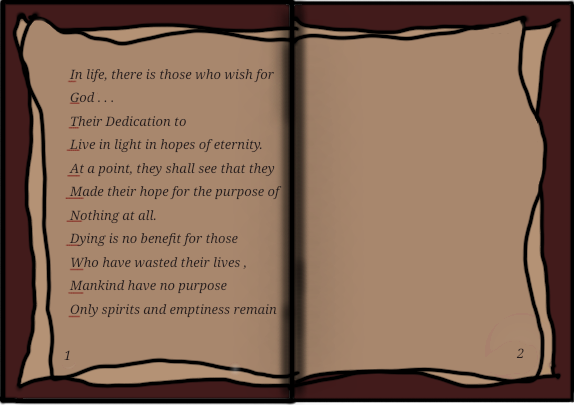 In life, there is those who wish for
God . . .
Their Dedication to
Live in light in hopes of eternity.
At a point, they shall see that they
Made their hope for the purpose of
Nothing at all.
Dying is no benefit for those
Who have wasted their lives ,
Mankind have no purpose
Only spirits and emptiness remain
1
2